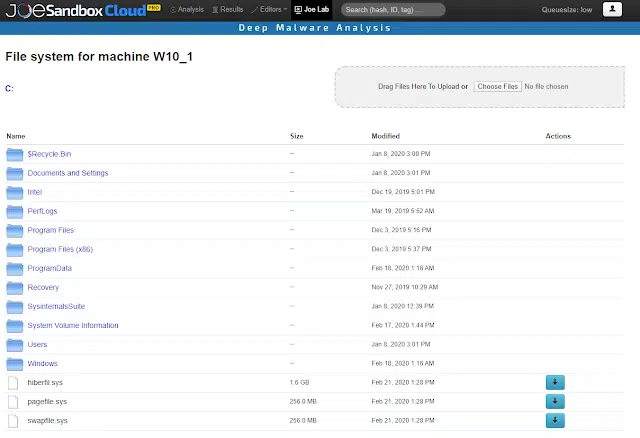 JOESandbox Cloud PRO Analysis Results Editors Joe Lab Search (hash, ID, tag) .... Queuesize: low
Deep Malware Analysis
File system for machine W10_1
Drag Files Here To Upload or Choose Files No file chosen
C:
Name Size Modified Actions
$Recycle.Bin -- Jan 8, 2020 3:00 PM
Documents and Settings -- Jan 8, 2020 3:01 PM
Intel -- Dec 19, 2019 5:01 PM
PerfLogs -- Mar 19, 2019 5:52 AM
Program Files -- Dec 3, 2019 5:16 PM
Program Files (x86) -- Dec 3, 2019 5:37 PM
ProgramData -- Feb 18, 2020 1:16 AM
Recovery -- Nov 27, 2019 10:29 AM
SysinternalsSuite -- Jan 8, 2020 12:39 PM
System Volume Information -- Feb 17, 2020 1:44 PM
Users -- Jan 8, 2020 3:01 PM
Windows -- Feb 18, 2020 1:16 AM
hiberfil.sys 1.6 GB Feb 21, 2020 1:28 PM
pagefile.sys 256.0 MB Feb 21, 2020 1:28 PM
swapfile.sys 256.0 MB Feb 21, 2020 1:28 PM